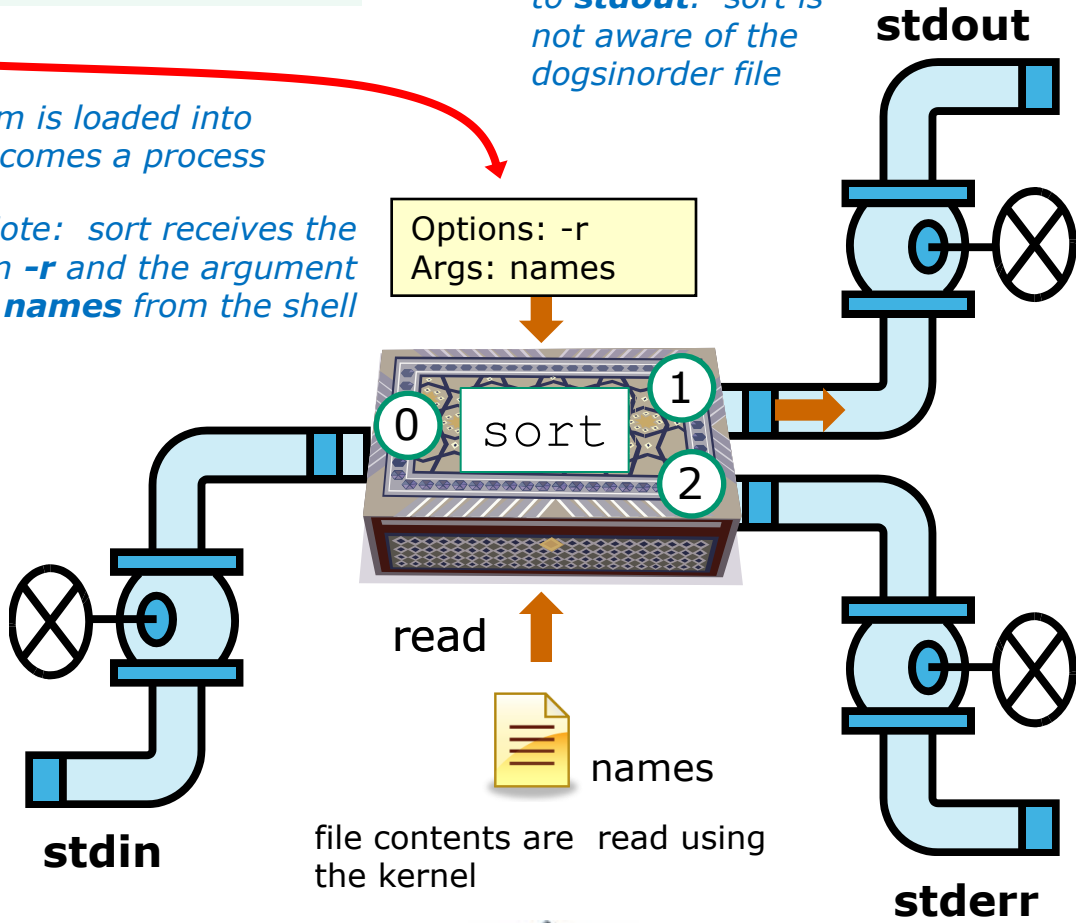 to stdout: sort is
not aware of the
dogsinorder file
stdout
m is loaded into
comes a process
ote: sort receives the
n -r and the argument
names from the shell
Options: -r
Args: names
0
sort
1
2
read
names
stdin
file contents are read using
the kernel
stderr